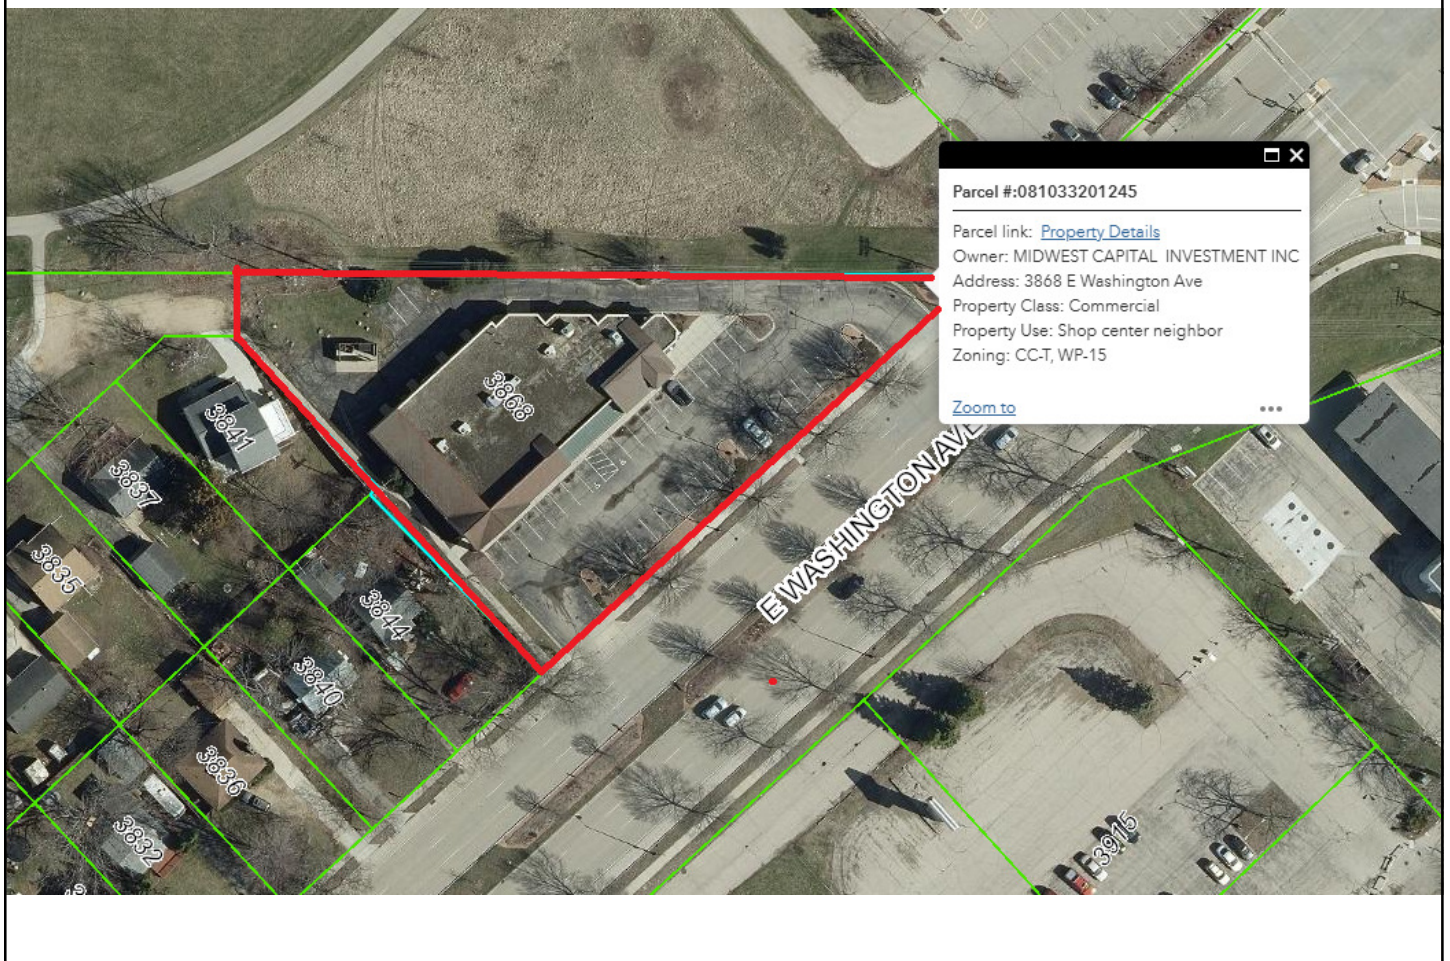 Parcel #:081033201245
Parcel link: Property Details
Owner: MIDWEST CAPITAL INVESTMENT INC
Address: 3868 E Washington Ave
Property Class: Commercial
Property Use: Shop center neighbor
Zoning: CC-T, WP-15
Zoom to
3868
3841
3837
E WASHINGTON AVE
3835
3844
3840
3836
3832
3915